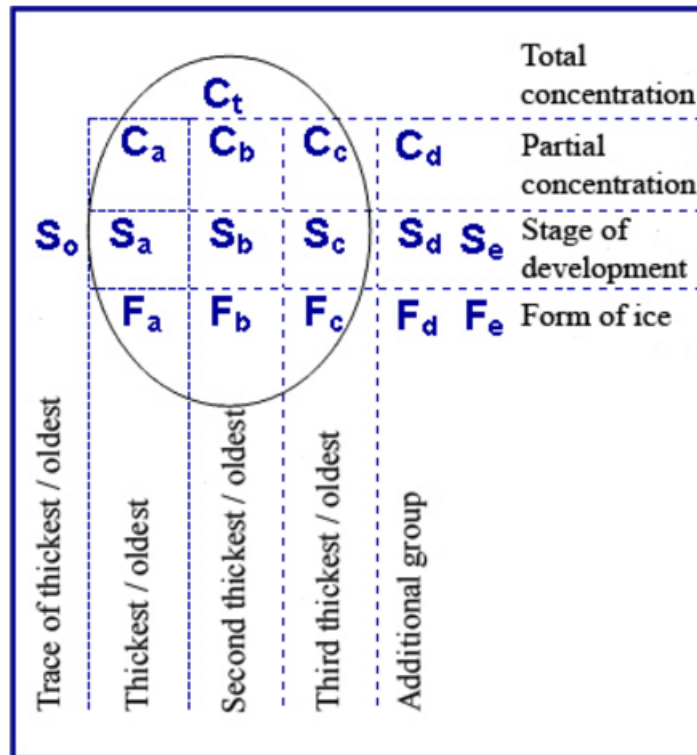 Total
concentration
Ct
Ca Cb Cc Cd
Partial
concentration
So Sa Sb Sc Sd Se
Stage of
development
Fa Fb Fc Fd Fe
Form of ice
Trace of thickest / oldest
Thickest / oldest
Second thickest / oldest
Third thickest / oldest
Additional group